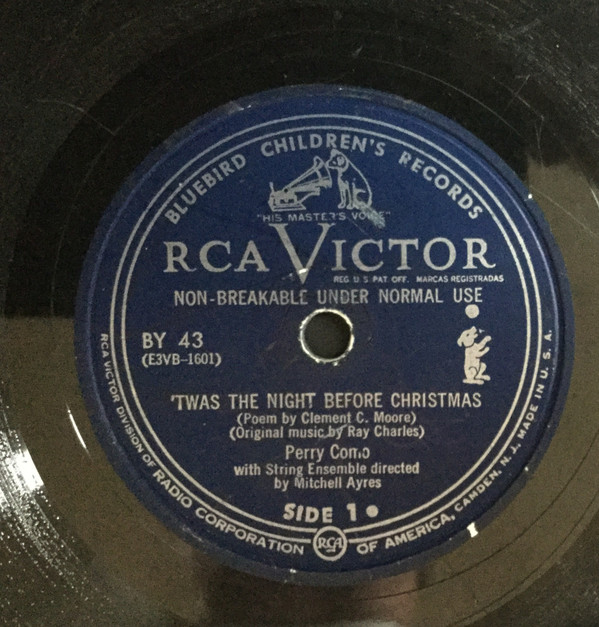 BLUEBIRD CHILDREN'S RECORDS
"HIS MASTER'S VOICE"
RCA VICTOR
REG. U.S. PAT. OFF. MARCAS REGISTRADAS
NON-BREAKABLE UNDER NORMAL USE
BY 43
(E3VB-1601)
'TWAS THE NIGHT BEFORE CHRISTMAS
(Poem by Clement C. Moore)
(Original music by Ray Charles)
Perry Como
with String Ensemble directed
by Mitchell Ayres
SIDE 1
RCA VICTOR DIVISION OF RADIO CORPORATION RCA OF AMERICA, CAMDEN, N. J. MADE IN U. S. A.